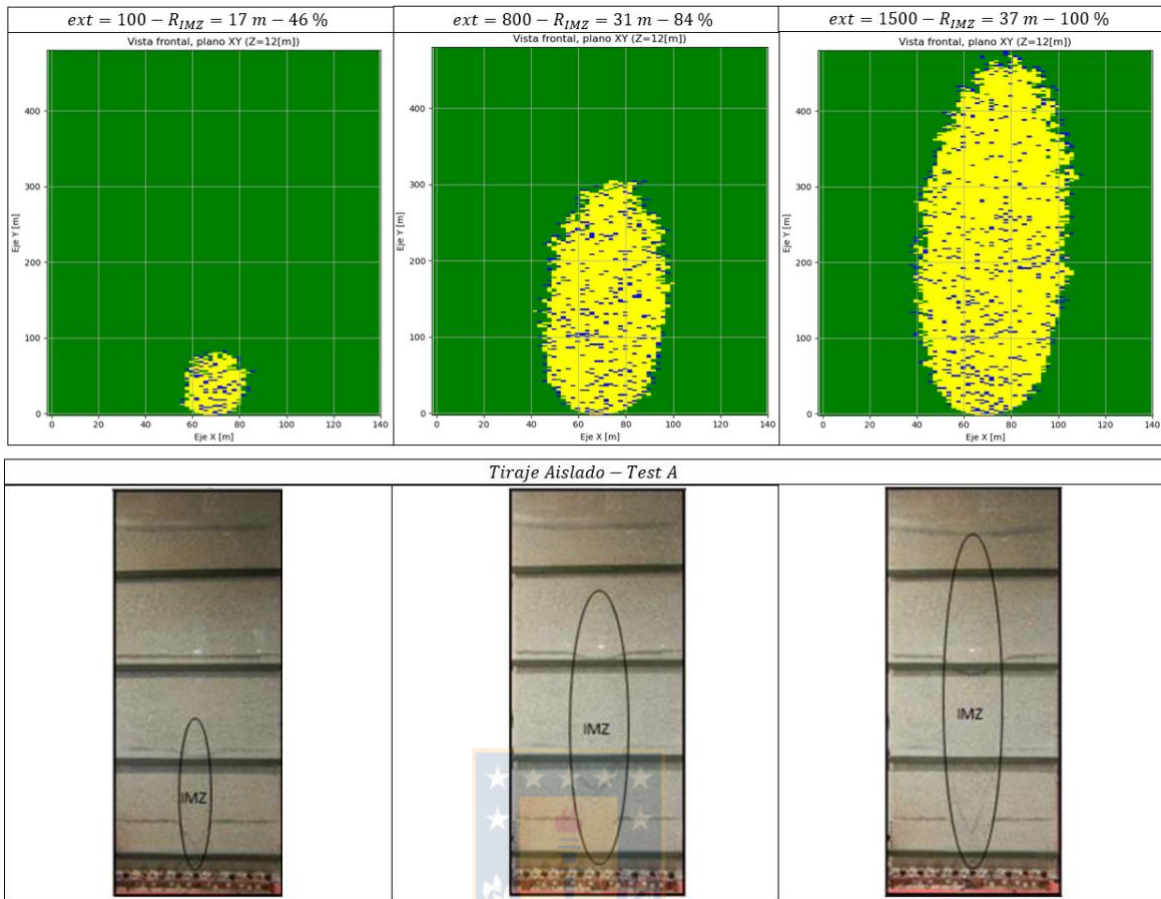 ext = 100 − R_IMZ = 17 m − 46 %
ext = 800 − R_IMZ = 31 m − 84 %
ext = 1500 − R_IMZ = 37 m − 100 %
Vista frontal, plano XY (Z=12[m])
Vista frontal, plano XY (Z=12[m])
Vista frontal, plano XY (Z=12[m])
Eje Y [m]
400
300
200
100
0
0 20 40 60 80 100 120 140
Eje X [m]
Eje Y [m]
400
300
200
100
0
0 20 40 60 80 100 120 140
Eje X [m]
Eje Y [m]
400
300
200
100
0
0 20 40 60 80 100 120 140
Eje X [m]
Tiraje Aislado − Test A
IMZ
IMZ
IMZ